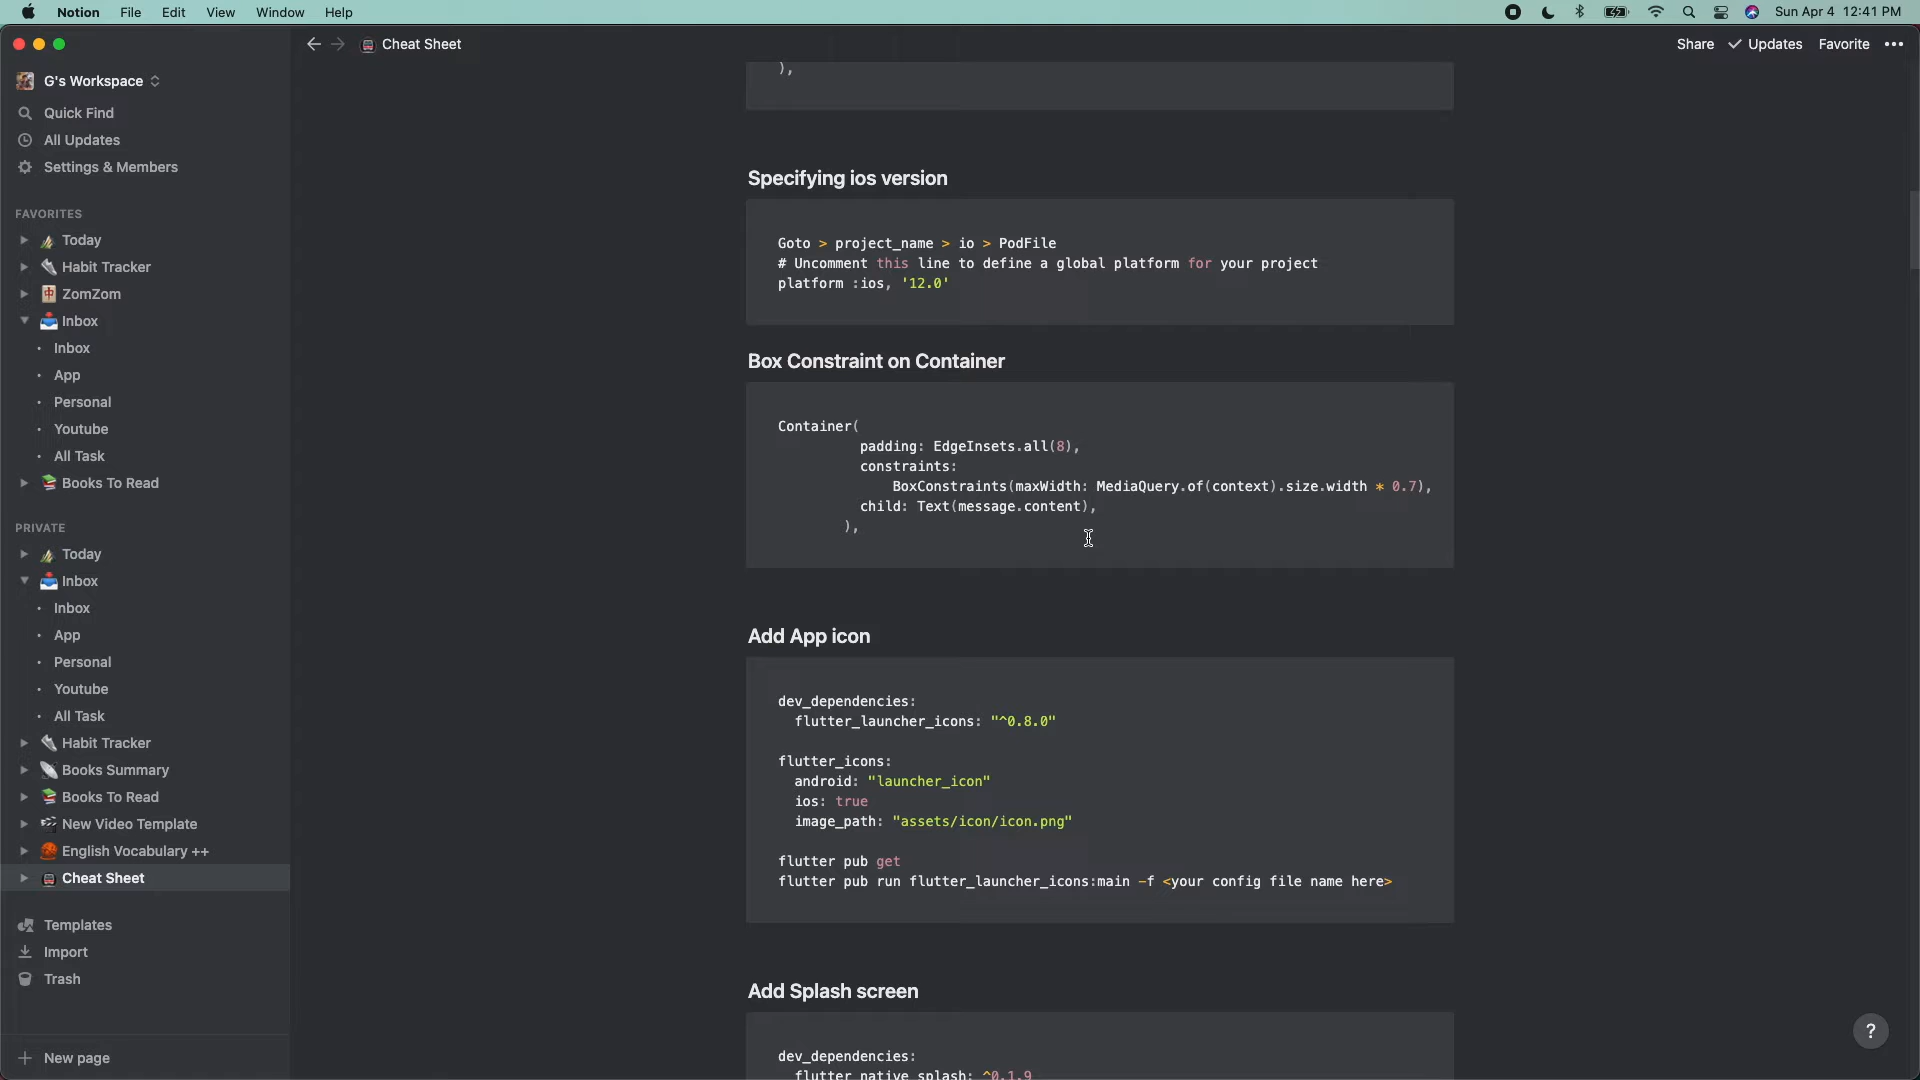 Notion File Edit View Window Help
Sun Apr 4 12:41 PM
Cheat Sheet
Share Updates Favorite
G's Workspace
Quick Find
All Updates
Settings & Members
FAVORITES
Today
Habit Tracker
ZomZom
Inbox
Inbox
App
Personal
Youtube
All Task
Books To Read
PRIVATE
Today
Inbox
Inbox
App
Personal
Youtube
All Task
Habit Tracker
Books Summary
Books To Read
New Video Template
English Vocabulary ++
Cheat Sheet
Templates
Import
Trash
New page
),
Specifying ios version
Goto > project_name > io > PodFile
# Uncomment this line to define a global platform for your project
platform :ios, '12.0'
Box Constraint on Container
Container(
padding: EdgeInsets.all(8),
constraints:
BoxConstraints(maxWidth: MediaQuery.of(context).size.width * 0.7),
child: Text(message.content),
),
Add App icon
dev_dependencies:
flutter_launcher_icons: "^0.8.0"
flutter_icons:
android: "launcher_icon"
ios: true
image_path: "assets/icon/icon.png"
flutter pub get
flutter pub run flutter_launcher_icons:main -f <your config file name here>
Add Splash screen
dev_dependencies:
flutter_native_splash: ^0.1.9
?